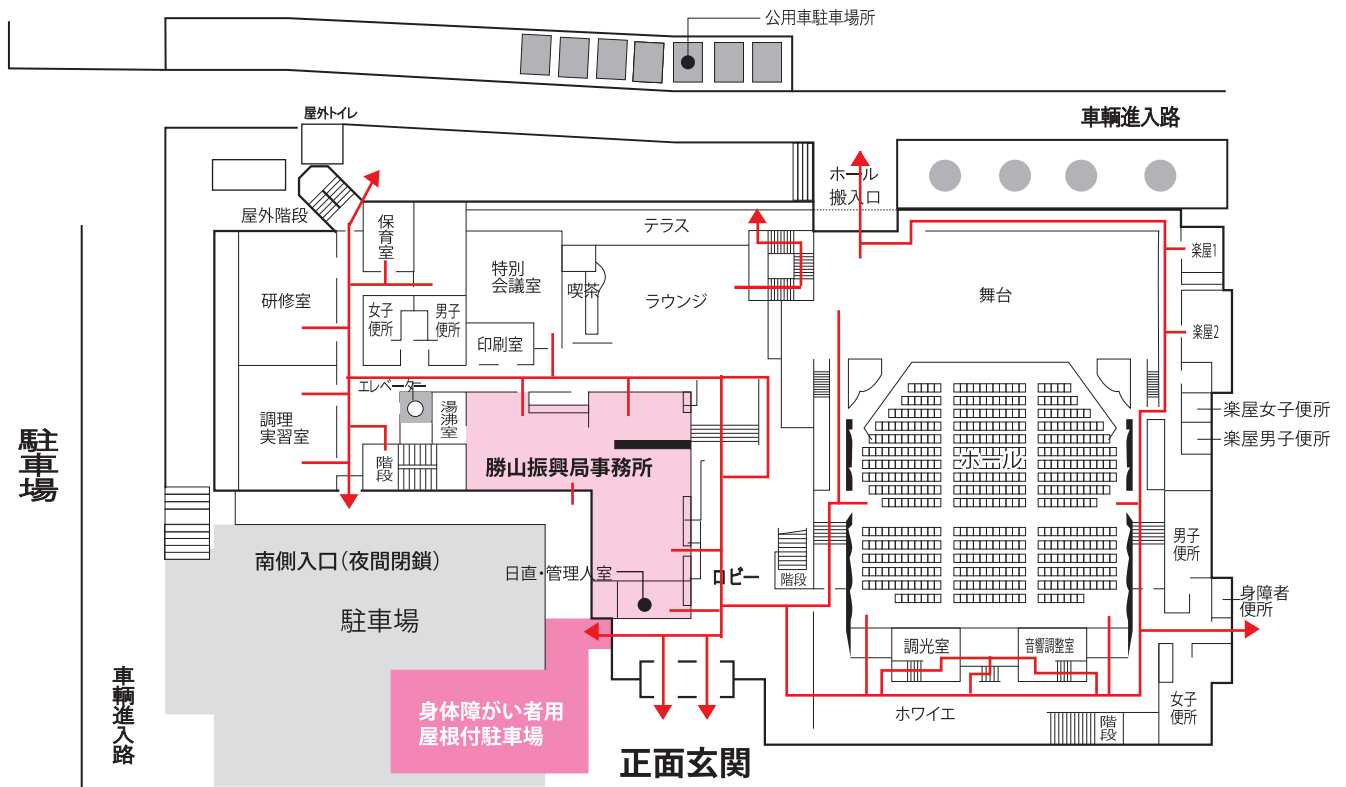 公用車駐車場所
屋外トイレ
車輌進入路
屋外階段
保育室
テラス
ホール
搬入口
楽屋1
特別
会議室
喫茶
ラウンジ
舞台
研修室
女子
便所
男子
便所
楽屋2
印刷室
エレベーター
湯沸室
調理
実習室
楽屋女子便所
楽屋男子便所
駐車場
階段
勝山振興局事務所
ホール
男子
便所
南側入口（夜間閉鎖）
日直・管理人室
ロビー
階段
身障者
便所
駐車場
調光室
音響調整室
車輌進入路
身体障がい者用
屋根付駐車場
ホワイエ
階段
女子
便所
正面玄関